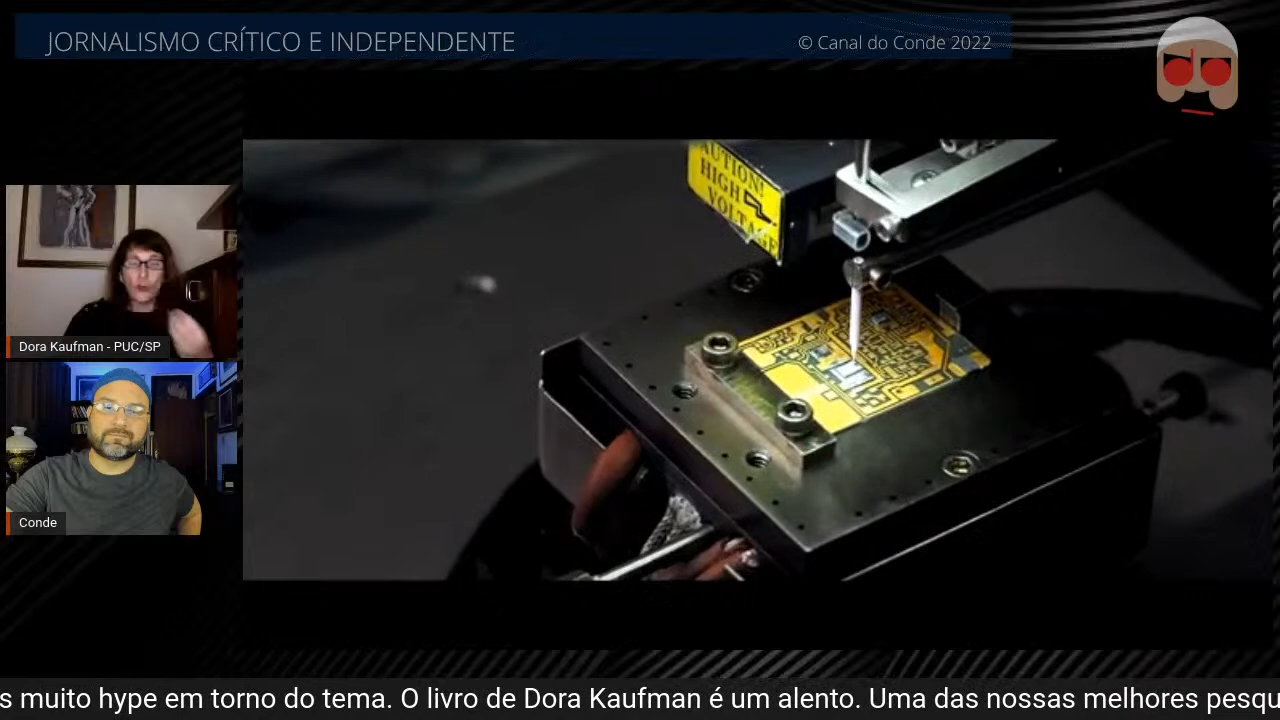 JORNALISMO CRÍTICO E INDEPENDENTE
© Canal do Conde 2022
AUTION!
HIGH
VOLTAGE
Dora Kaufman - PUC/SP
Conde
s muito hype em torno do tema. O livro de Dora Kaufman é um alento. Uma das nossas melhores pesqu